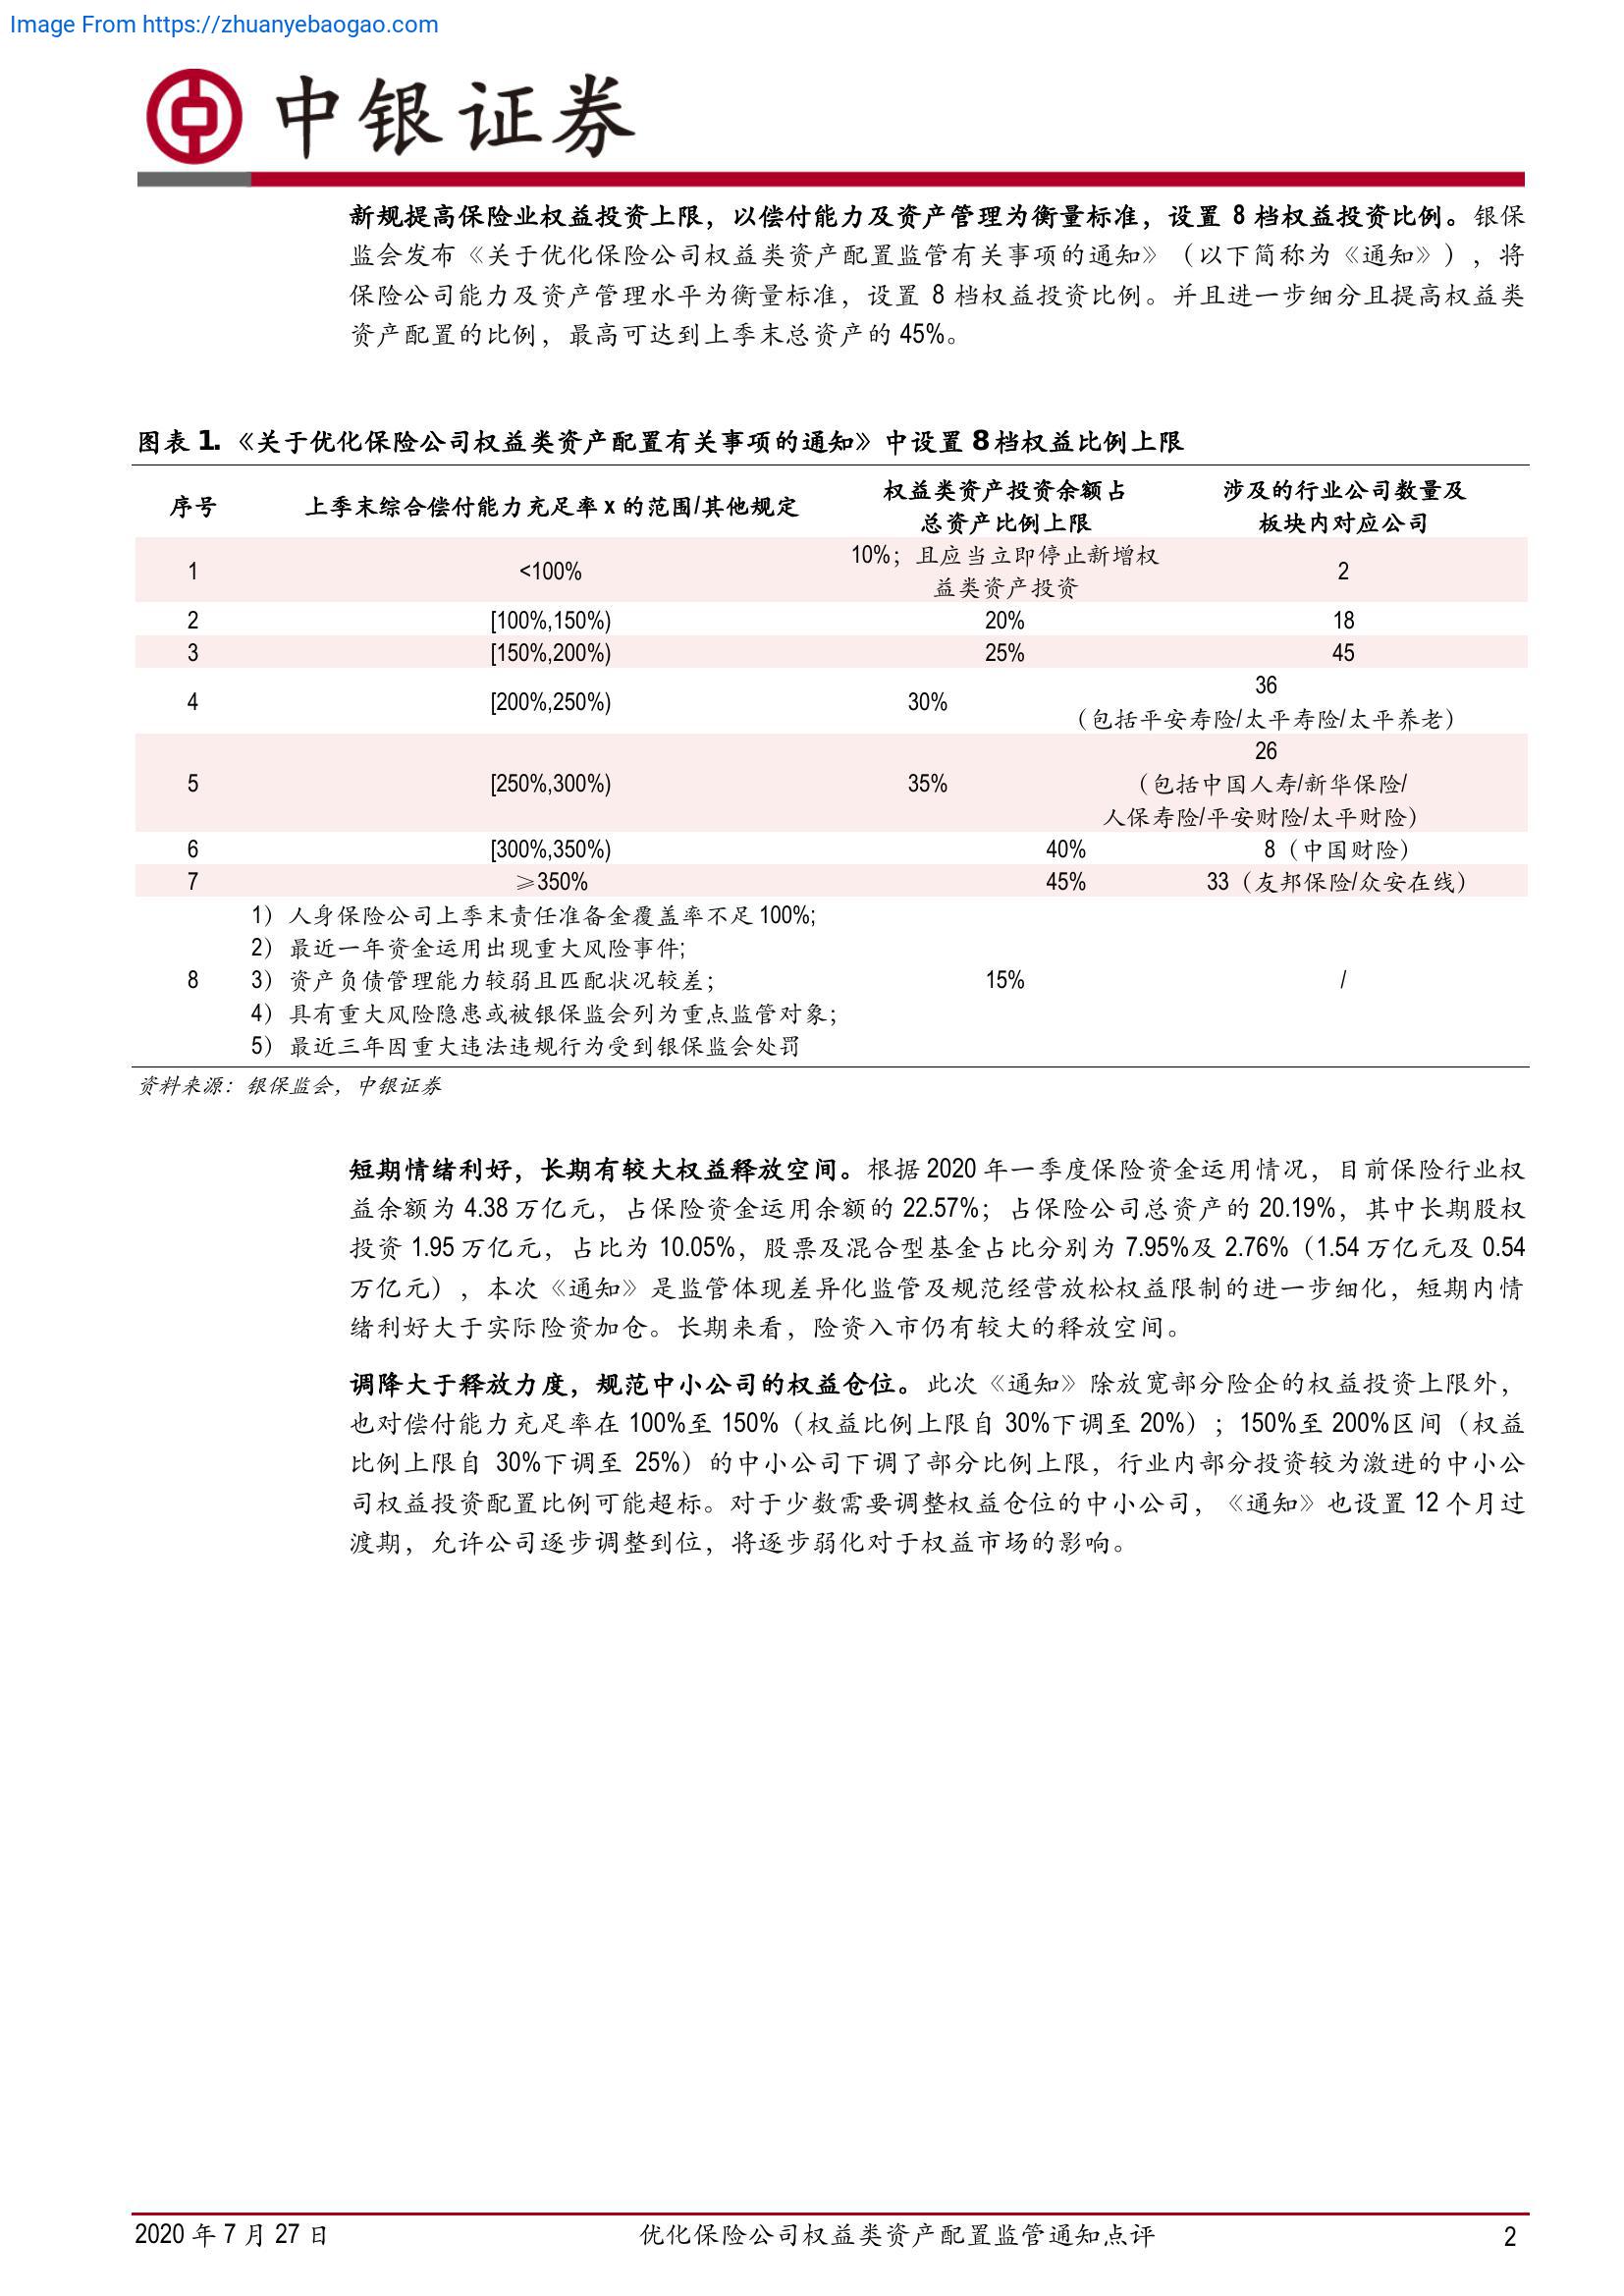 Image From https://zhuanyebaogao.com
中银证券
新规提高保险业权益投资上限，以偿付能力及资产管理为衡量标准，设置 8 档权益投资比例。银保
监会发布《关于优化保险公司权益类资产配置监管有关事项的通知》（以下简称为《通知》），将
保险公司能力及资产管理水平为衡量标准，设置 8 档权益投资比例。并且进一步细分且提高权益类
资产配置的比例，最高可达到上季末总资产的 45%。
图表 1.《关于优化保险公司权益类资产配置有关事项的通知》中设置 8 档权益比例上限
序号 上季末综合偿付能力充足率 x 的范围/其他规定 权益类资产投资余额占 涉及的行业公司数量及
总资产比例上限 板块内对应公司
1 <100% 10%；且应当立即停止新增权 2
益类资产投资
2 [100%,150%) 20% 18
3 [150%,200%) 25% 45
4 [200%,250%) 30% 36
（包括平安寿险/太平寿险/太平养老）
5 [250%,300%) 35% 26
（包括中国人寿/新华保险/
人保寿险/平安财险/太平财险）
6 [300%,350%) 40% 8（中国财险）
7 ≥350% 45% 33（友邦保险/众安在线）
1）人身保险公司上季末责任准备金覆盖率不足 100%;
2）最近一年资金运用出现重大风险事件;
8 3）资产负债管理能力较弱且匹配状况较差； 15% /
4）具有重大风险隐患或被银保监会列为重点监管对象；
5）最近三年因重大违法违规行为受到银保监会处罚
资料来源：银保监会，中银证券
短期情绪利好，长期有较大权益释放空间。根据 2020 年一季度保险资金运用情况，目前保险行业权
益余额为 4.38 万亿元，占保险资金运用余额的 22.57%；占保险公司总资产的 20.19%，其中长期股权
投资 1.95 万亿元，占比为 10.05%，股票及混合型基金占比分别为 7.95%及 2.76%（1.54 万亿元及 0.54
万亿元），本次《通知》是监管体现差异化监管及规范经营放松权益限制的进一步细化，短期内情
绪利好大于实际险资加仓。长期来看，险资入市仍有较大的释放空间。
调降大于释放力度，规范中小公司的权益仓位。此次《通知》除放宽部分险企的权益投资上限外，
也对偿付能力充足率在 100%至 150%（权益比例上限自 30%下调至 20%）；150%至 200%区间（权益
比例上限自 30%下调至 25%）的中小公司下调了部分比例上限，行业内部分投资较为激进的中小公
司权益投资配置比例可能超标。对于少数需要调整权益仓位的中小公司，《通知》也设置 12 个月过
渡期，允许公司逐步调整到位，将逐步弱化对于权益市场的影响。
2020 年 7 月 27 日 优化保险公司权益类资产配置监管通知点评 2